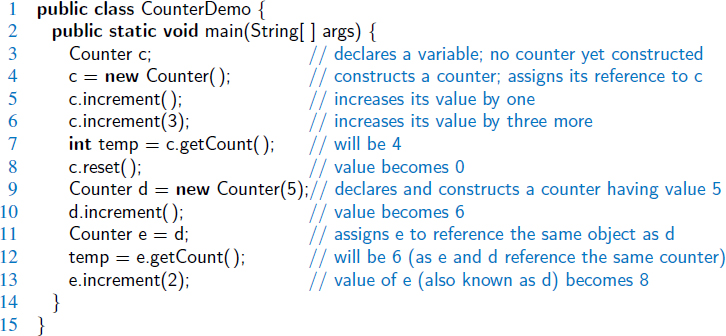 1 public class CounterDemo {
2 public static void main(String[ ] args) {
3 Counter c; // declares a variable; no counter yet constructed
4 c = new Counter( ); // constructs a counter; assigns its reference to c
5 c.increment( ); // increases its value by one
6 c.increment(3); // increases its value by three more
7 int temp = c.getCount( ); // will be 4
8 c.reset( ); // value becomes 0
9 Counter d = new Counter(5); // declares and constructs a counter having value 5
10 d.increment( ); // value becomes 6
11 Counter e = d; // assigns e to reference the same object as d
12 temp = e.getCount( ); // will be 6 (as e and d reference the same counter)
13 e.increment(2); // value of e (also known as d) becomes 8
14 }
15 }